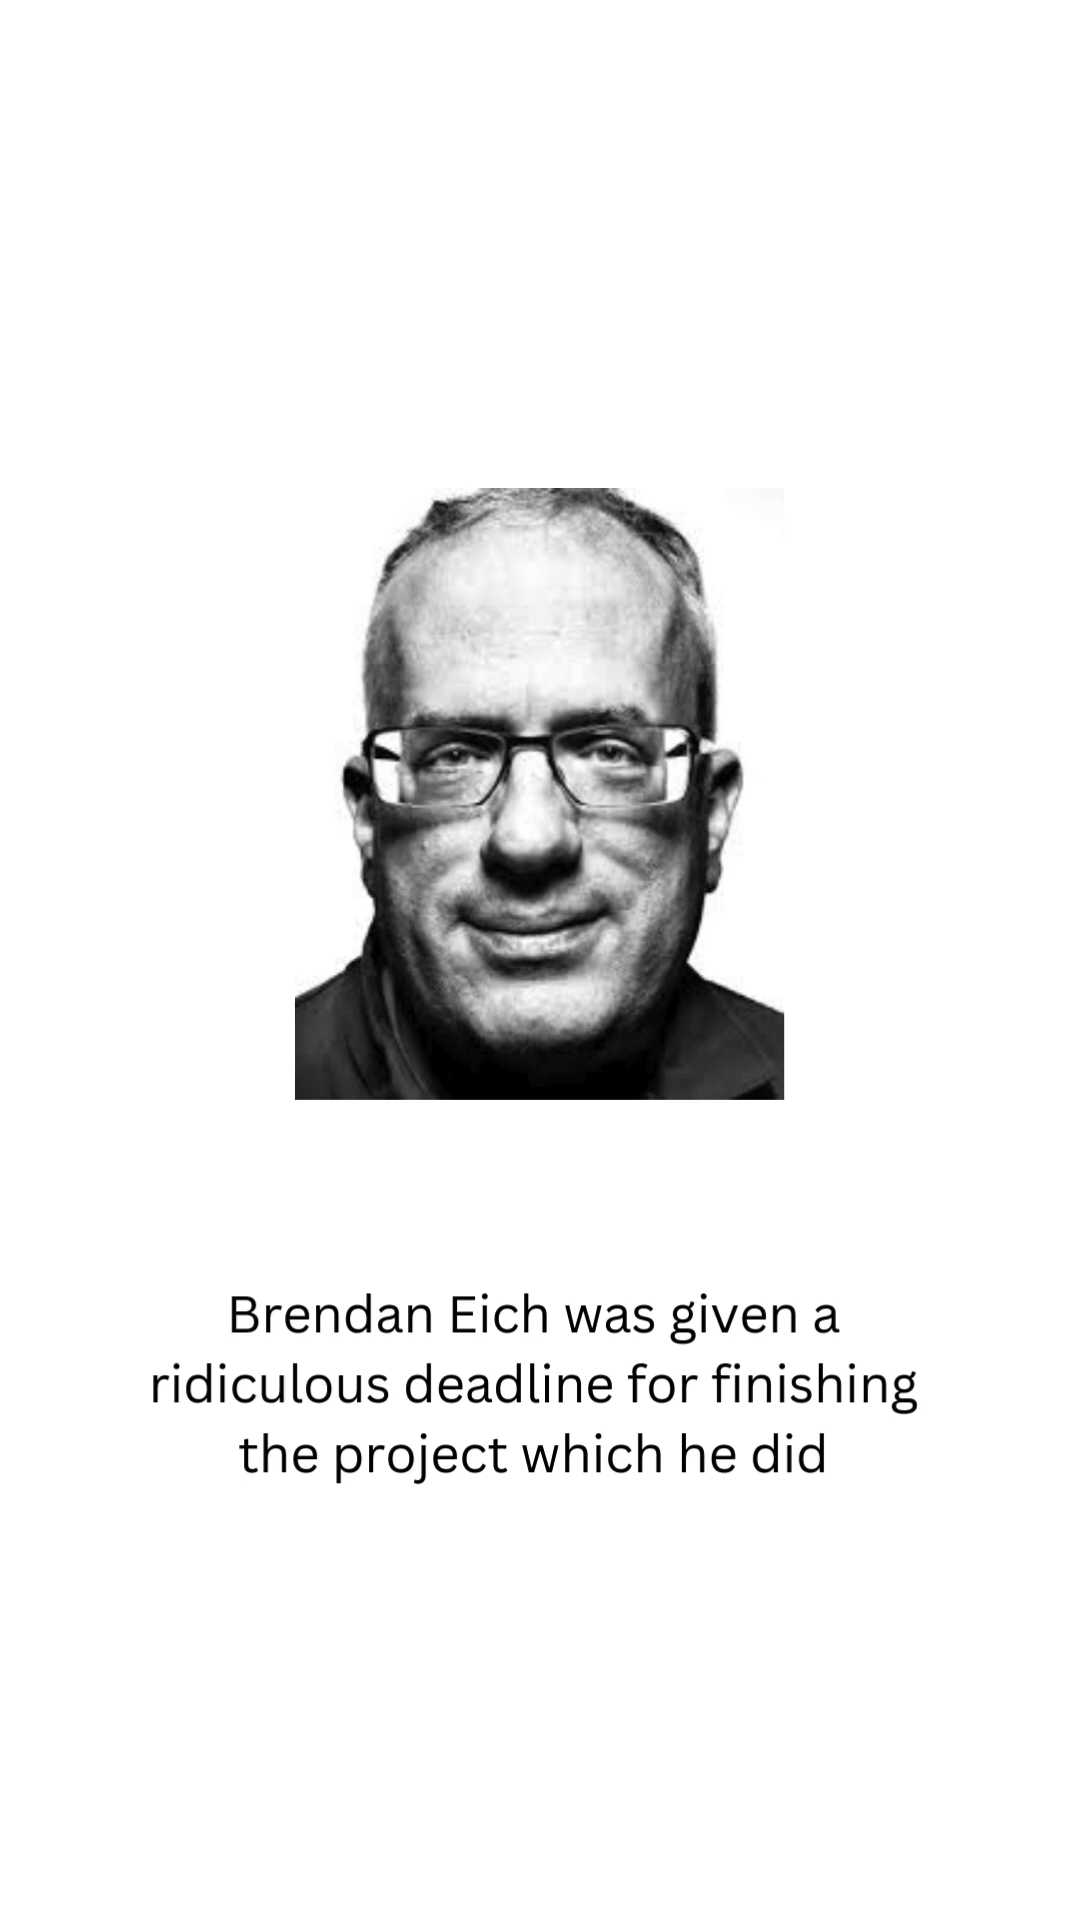 Brendan Eich was given a
ridiculous deadline for finishing
the project which he did